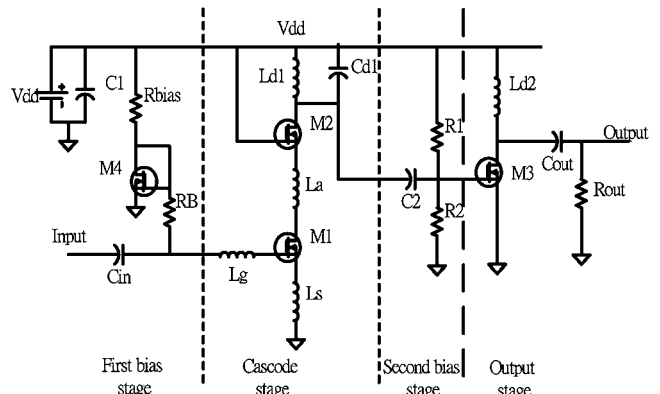 Vdd
Vdd
C1
Rbias
Ld1
Cd1
Ld2
M2
R1
Output
M4
Cout
M3
RB
La
C2
R2
Rout
Input
M1
Cin
Lg
Ls
First bias
stage
Cascode
stage
Second bias
stage
Output
stage